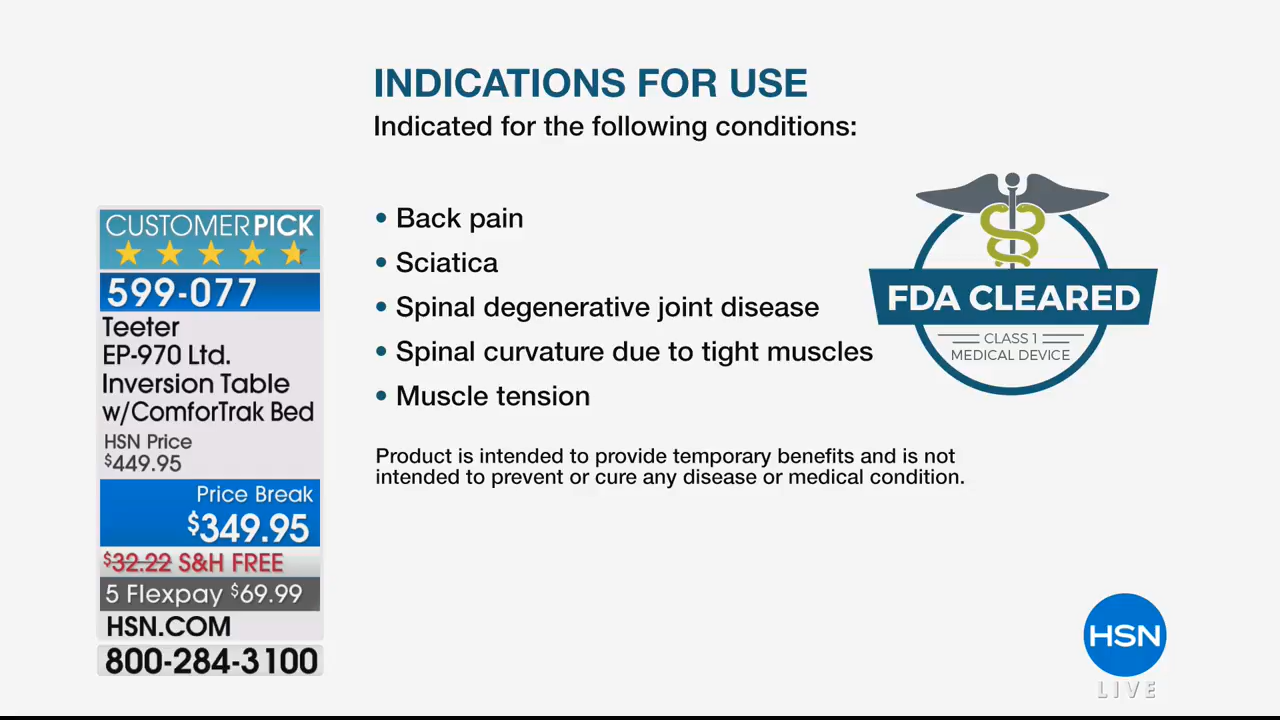 INDICATIONS FOR USE
Indicated for the following conditions:
• Back pain
• Sciatica
• Spinal degenerative joint disease
• Spinal curvature due to tight muscles
• Muscle tension
Product is intended to provide temporary benefits and is not
intended to prevent or cure any disease or medical condition.
FDA CLEARED
CLASS 1
MEDICAL DEVICE
CUSTOMER PICK
599-077
Teeter
EP-970 Ltd.
Inversion Table
w/ComforTrak Bed
HSN Price
$449.95
Price Break
$349.95
$32.22 S&H FREE
5 Flexpay $69.99
HSN.COM
800-284-3100
HSN
LIVE